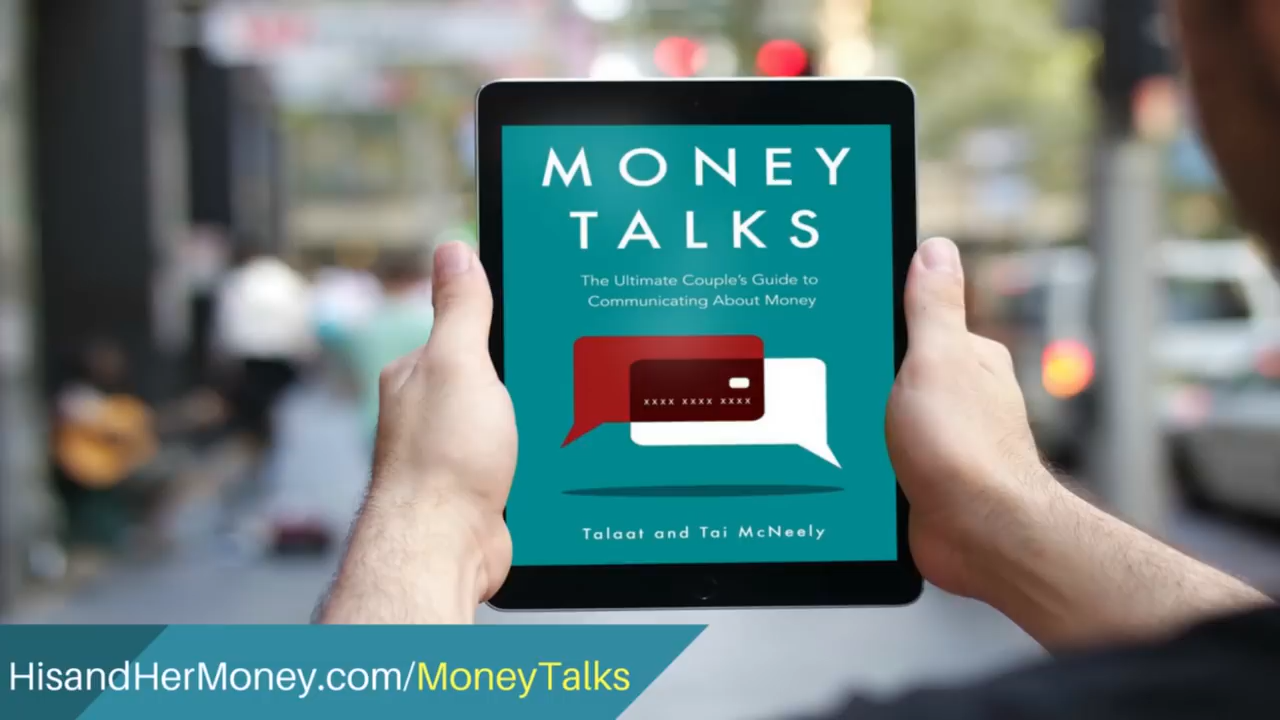 MONEY
TALKS
The Ultimate Couple's Guide to
Communicating About Money
xxxx xxxx xxxx
Talaat and Tai McNeely
HisandHerMoney.com/MoneyTalks